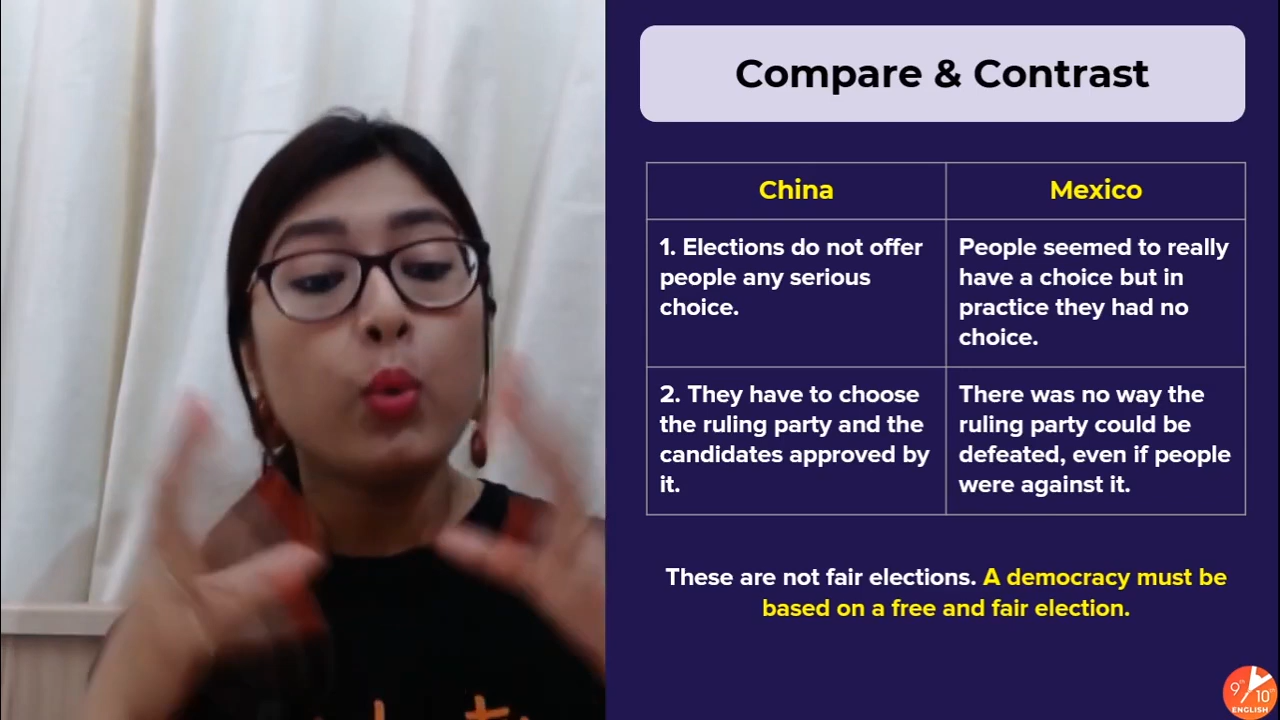 Compare & Contrast
China
Mexico
1. Elections do not offer
people any serious
choice.
People seemed to really
have a choice but in
practice they had no
choice.
2. They have to choose
the ruling party and the
candidates approved by
it.
There was no way the
ruling party could be
defeated, even if people
were against it.
These are not fair elections. A democracy must be
based on a free and fair election.
9th
10th
ENGLISH